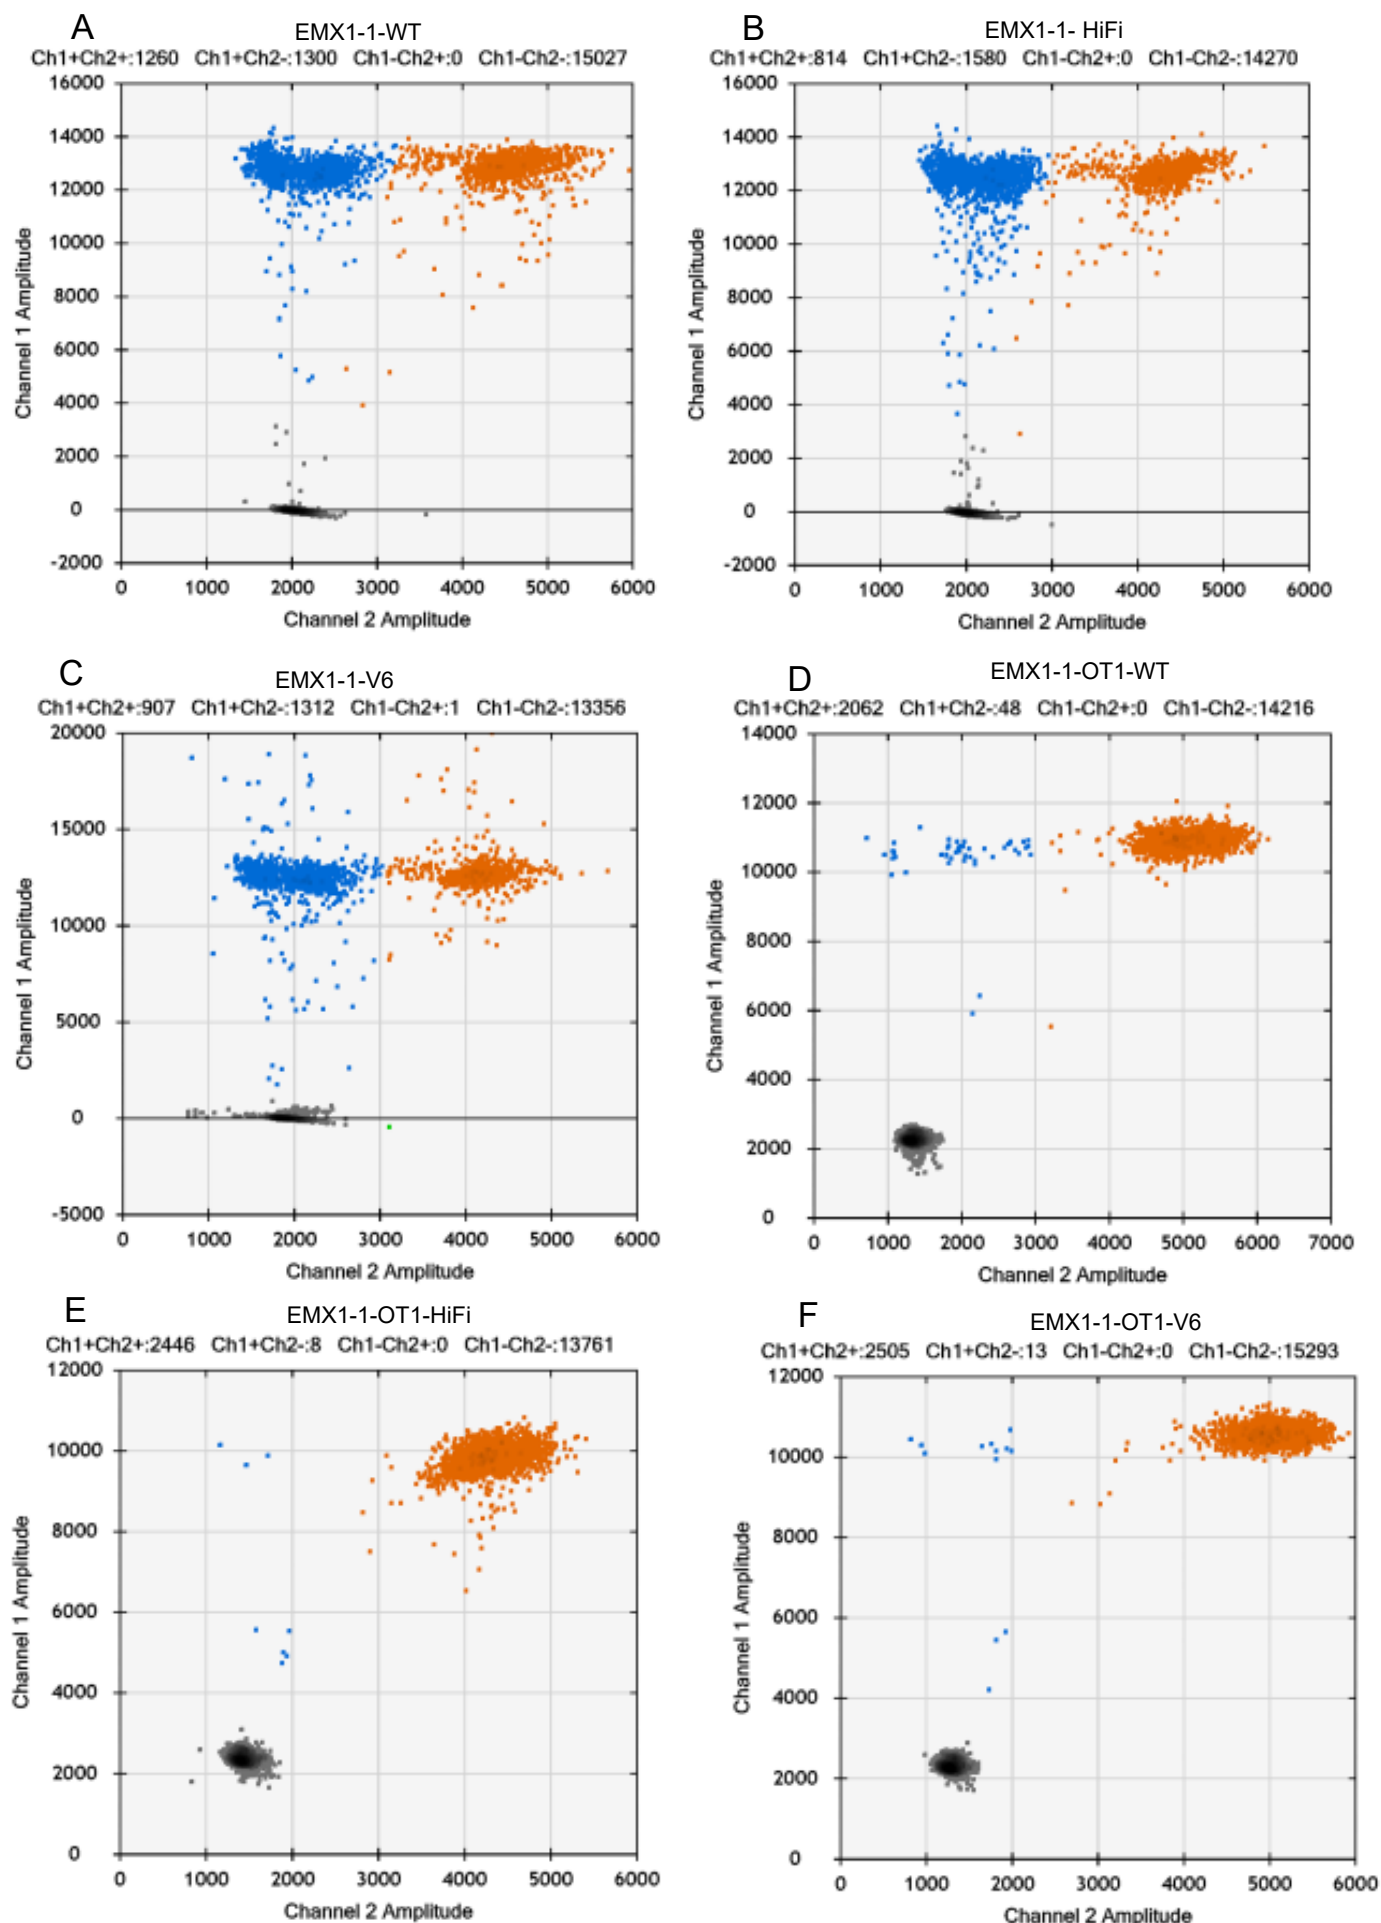 A
EMX1-1-WT
Ch1+Ch2+:1260 Ch1+Ch2-:1300 Ch1-Ch2+:0 Ch1-Ch2-:15027
16000
14000
12000
10000
8000
6000
4000
2000
0
-2000
Channel 1 Amplitude
0 1000 2000 3000 4000 5000 6000
Channel 2 Amplitude
B
EMX1-1- HiFi
Ch1+Ch2+:814 Ch1+Ch2-:1580 Ch1-Ch2+:0 Ch1-Ch2-:14270
16000
14000
12000
10000
8000
6000
4000
2000
0
-2000
Channel 1 Amplitude
0 1000 2000 3000 4000 5000 6000
Channel 2 Amplitude
C
EMX1-1-V6
Ch1+Ch2+:907 Ch1+Ch2-:1312 Ch1-Ch2+:1 Ch1-Ch2-:13356
20000
15000
10000
5000
0
-5000
Channel 1 Amplitude
0 1000 2000 3000 4000 5000 6000
Channel 2 Amplitude
D
EMX1-1-OT1-WT
Ch1+Ch2+:2062 Ch1+Ch2-:48 Ch1-Ch2+:0 Ch1-Ch2-:14216
14000
12000
10000
8000
6000
4000
2000
0
Channel 1 Amplitude
0 1000 2000 3000 4000 5000 6000 7000
Channel 2 Amplitude
E
EMX1-1-OT1-HiFi
Ch1+Ch2+:2446 Ch1+Ch2-:8 Ch1-Ch2+:0 Ch1-Ch2-:13761
12000
10000
8000
6000
4000
2000
0
Channel 1 Amplitude
0 1000 2000 3000 4000 5000 6000
Channel 2 Amplitude
F
EMX1-1-OT1-V6
Ch1+Ch2+:2505 Ch1+Ch2-:13 Ch1-Ch2+:0 Ch1-Ch2-:15293
12000
10000
8000
6000
4000
2000
0
Channel 1 Amplitude
0 1000 2000 3000 4000 5000 6000
Channel 2 Amplitude